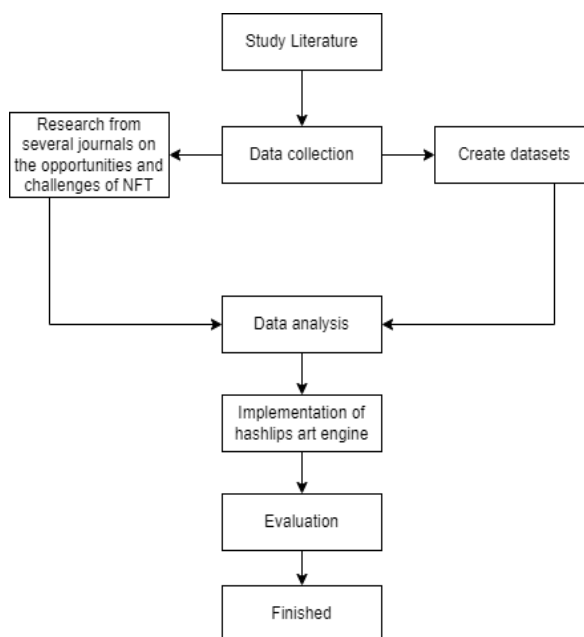 Study Literature
Research from
several journals on
the opportunities and
challenges of NFT
Data collection
Create datasets
Data analysis
Implementation of
hashlips art engine
Evaluation
Finished